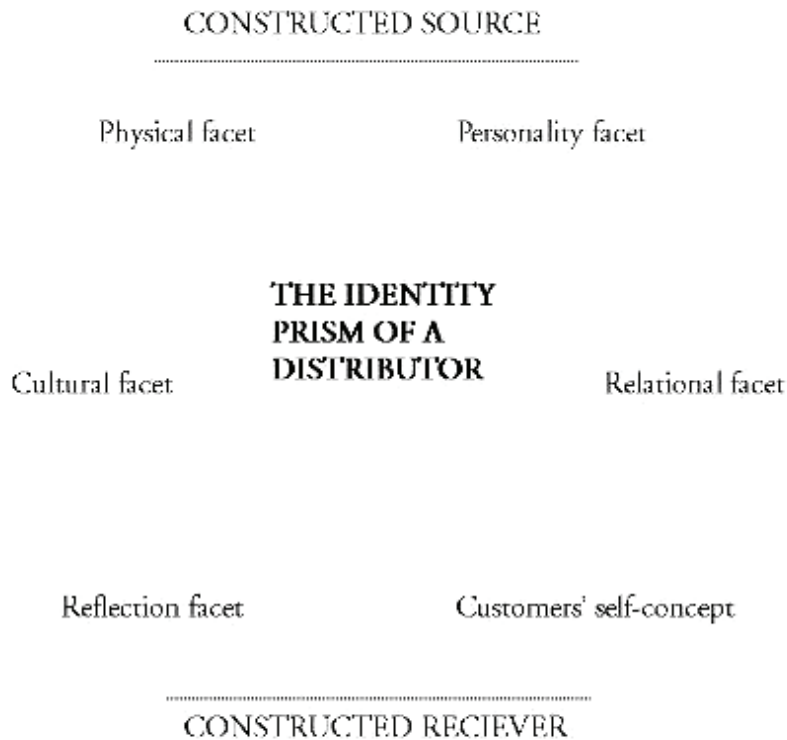 CONSTRUCTED SOURCE
Physical facet
Personality facet
THE IDENTITY
PRISM OF A
DISTRIBUTOR
Cultural facet
Relational facet
Reflection facet
Customers' self-concept
CONSTRUCTED RECIEVER